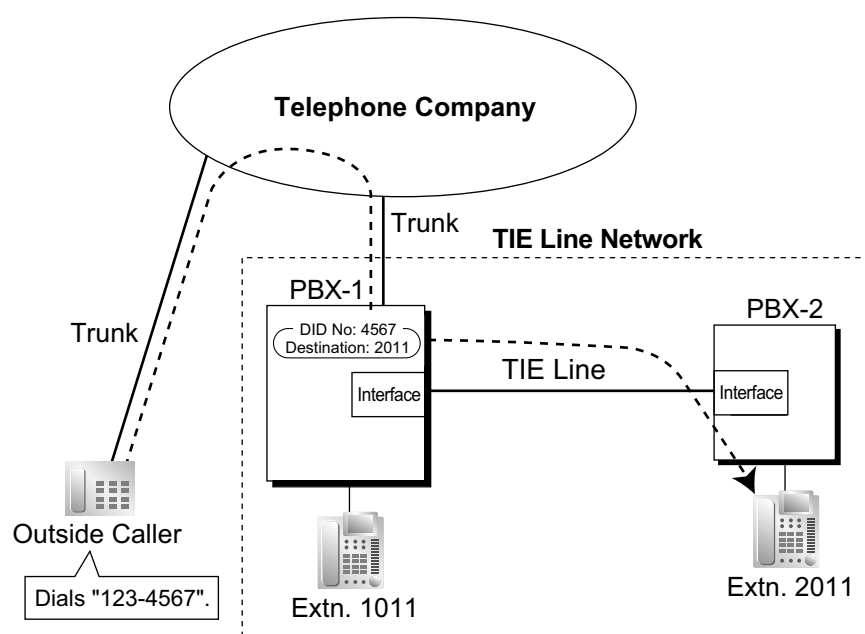 Telephone Company
Trunk
TIE Line Network
PBX-1
PBX-2
DID No: 4567
Destination: 2011
Trunk
TIE Line
Interface
Interface
Outside Caller
Dials "123-4567".
Extn. 1011
Extn. 2011